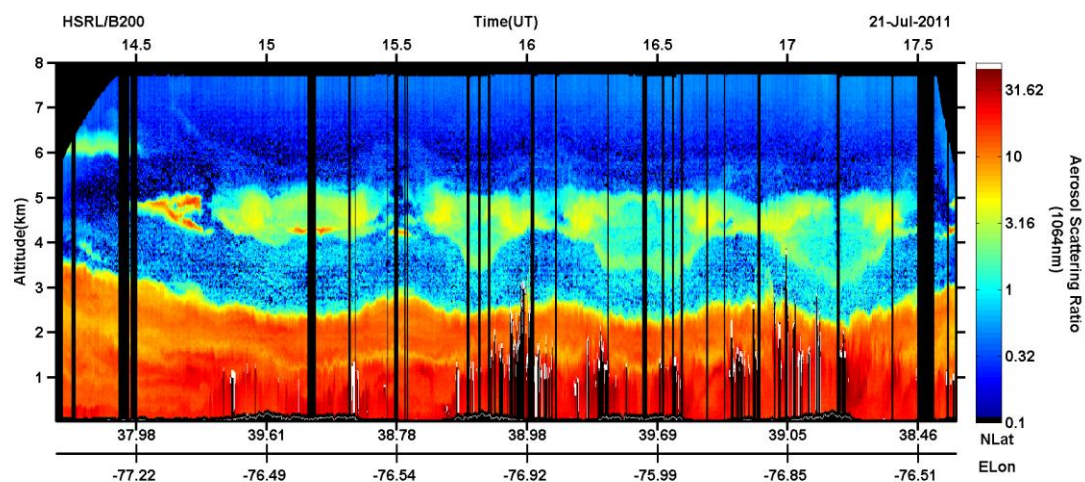 HSRL/B200 Time(UT) 21-Jul-2011
14.5 15 15.5 16 16.5 17 17.5
8
7
6
5
4
3
2
1
Altitude(km)
31.62
10
3.16
1
0.32
0.1
Aerosol Scattering Ratio
(1064nm)
37.98 39.61 38.78 38.98 39.69 39.05 38.46 NLat
-77.22 -76.49 -76.54 -76.92 -75.99 -76.85 -76.51 ELon